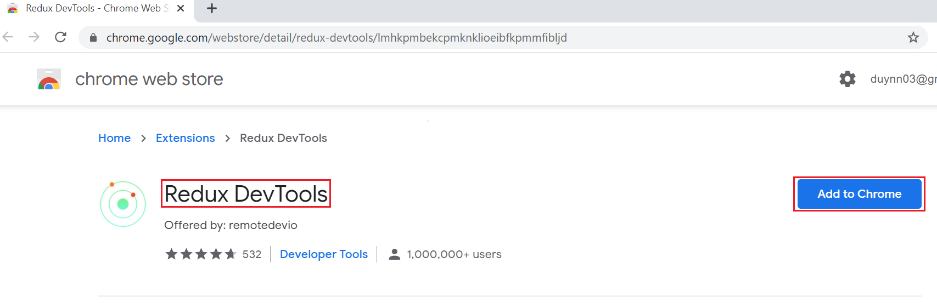 Redux DevTools - Chrome Web S
chrome.google.com/webstore/detail/redux-devtools/lmhkpmbekcpmknklioeibfkpmmfibljd
chrome web store
duynn03@gr
Home > Extensions > Redux DevTools
Redux DevTools
Add to Chrome
Offered by: remotedevio
532 Developer Tools 1,000,000+ users